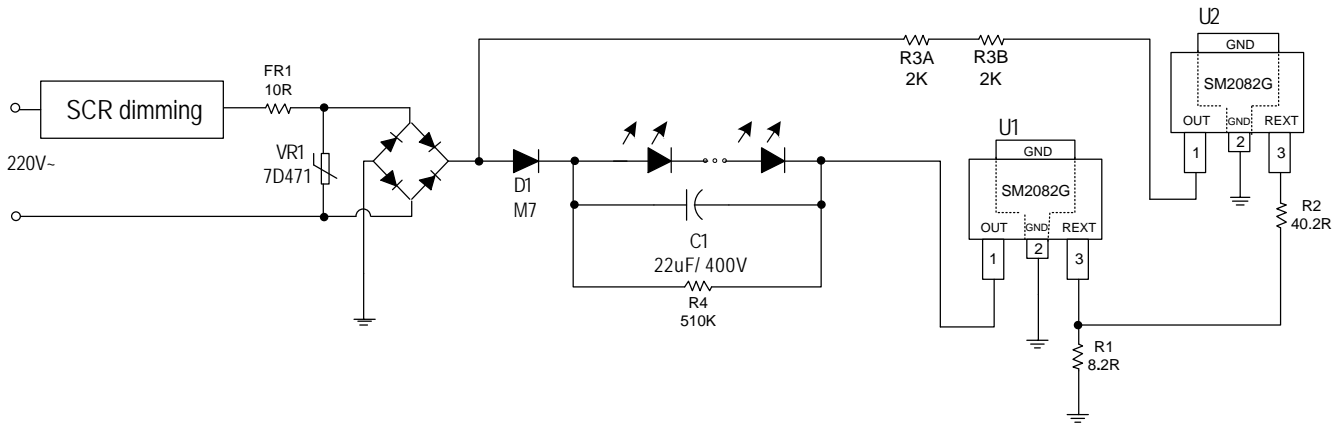 SCR dimming
220V~
FR1
10R
VR1
7D471
D1
M7
C1
22uF/ 400V
R4
510K
R3A
2K
R3B
2K
U1
GND
SM2082G
OUT
GND
REXT
1
2
3
R1
8.2R
U2
GND
SM2082G
OUT
GND
REXT
1
2
3
R2
40.2R